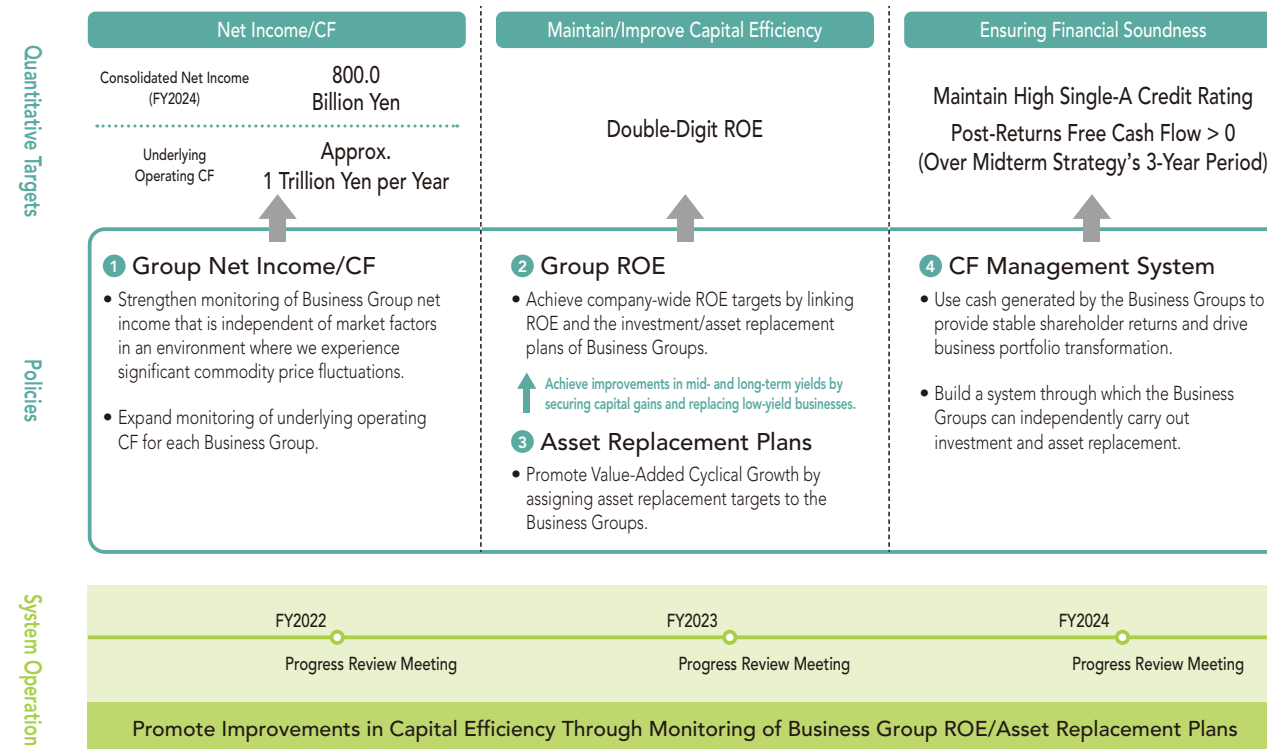 Quantitative Targets
Net Income/CF
Consolidated Net Income
(FY2024)
800.0
Billion Yen
Underlying
Operating CF
Approx.
1 Trillion Yen per Year
Maintain/Improve Capital Efficiency
Double-Digit ROE
Ensuring Financial Soundness
Maintain High Single-A Credit Rating
Post-Returns Free Cash Flow > 0
(Over Midterm Strategy's 3-Year Period)
Policies
1 Group Net Income/CF
• Strengthen monitoring of Business Group net
income that is independent of market factors
in an environment where we experience
significant commodity price fluctuations.
• Expand monitoring of underlying operating
CF for each Business Group.
2 Group ROE
• Achieve company-wide ROE targets by linking
ROE and the investment/asset replacement
plans of Business Groups.
Achieve improvements in mid- and long-term yields by
securing capital gains and replacing low-yield businesses.
3 Asset Replacement Plans
• Promote Value-Added Cyclical Growth by
assigning asset replacement targets to the
Business Groups.
4 CF Management System
• Use cash generated by the Business Groups to
provide stable shareholder returns and drive
business portfolio transformation.
• Build a system through which the Business
Groups can independently carry out
investment and asset replacement.
System Operation
FY2022
Progress Review Meeting
FY2023
Progress Review Meeting
FY2024
Progress Review Meeting
Promote Improvements in Capital Efficiency Through Monitoring of Business Group ROE/Asset Replacement Plans